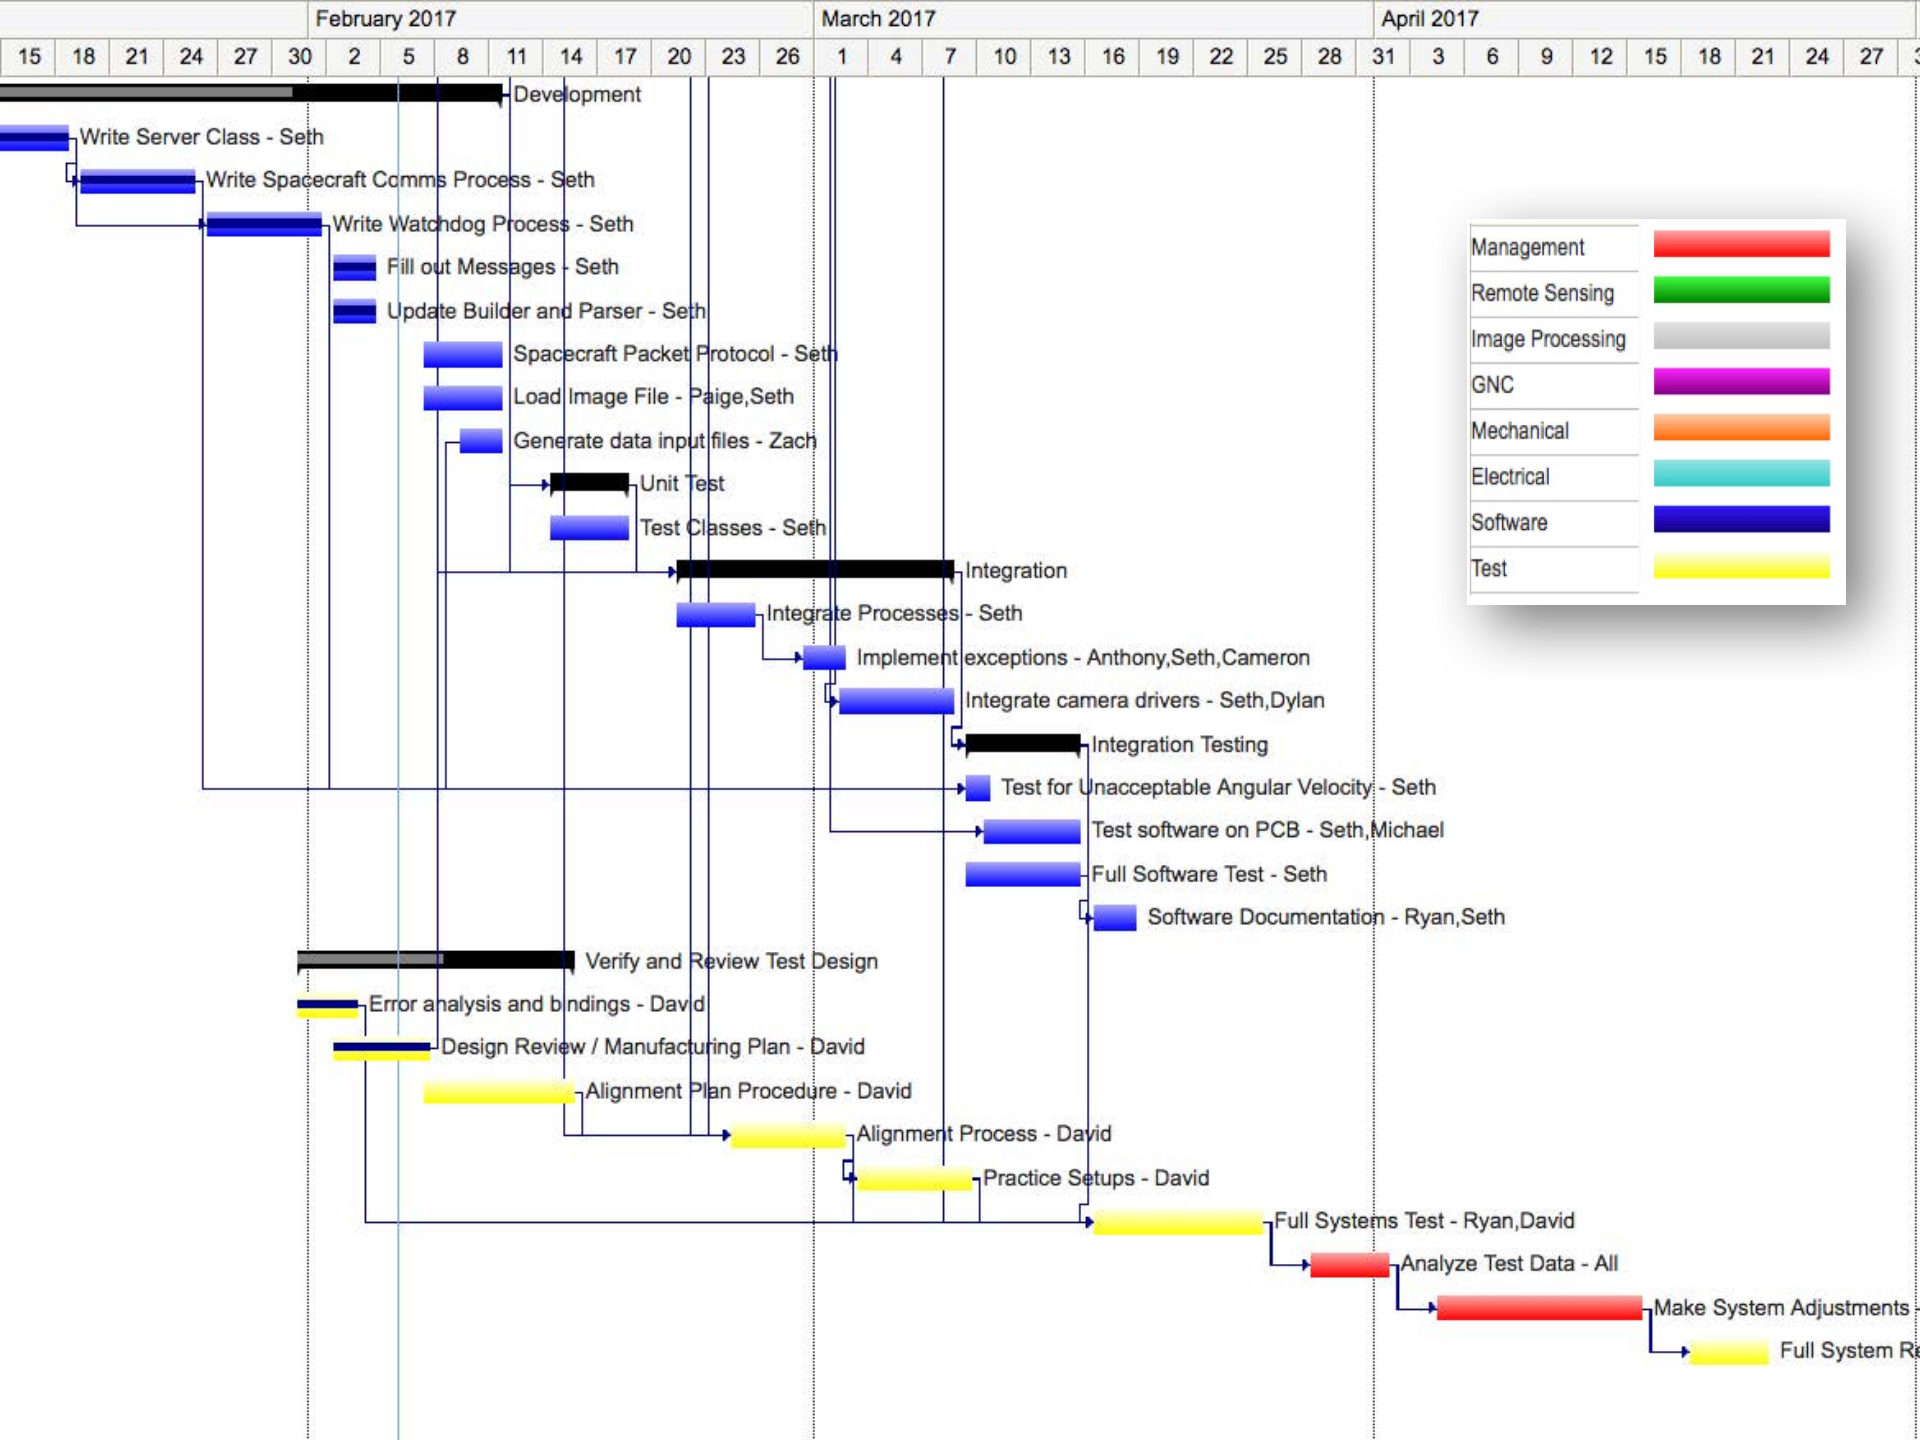 February 2017 March 2017 April 2017
15 18 21 24 27 30 2 5 8 11 14 17 20 23 26 1 4 7 10 13 16 19 22 25 28 31 3 6 9 12 15 18 21 24 27
Development
Write Server Class - Seth
Write Spacecraft Comms Process - Seth
Write Watchdog Process - Seth
Fill out Messages - Seth
Update Builder and Parser - Seth
Spacecraft Packet Protocol - Seth
Load Image File - Paige,Seth
Generate data input files - Zach
Unit Test
Test Classes - Seth
Integration
Integrate Processes - Seth
Implement exceptions - Anthony,Seth,Cameron
Integrate camera drivers - Seth,Dylan
Integration Testing
Test for Unacceptable Angular Velocity - Seth
Test software on PCB - Seth,Michael
Full Software Test - Seth
Software Documentation - Ryan,Seth
Verify and Review Test Design
Error analysis and bindings - David
Design Review / Manufacturing Plan - David
Alignment Plan Procedure - David
Alignment Process - David
Practice Setups - David
Full Systems Test - Ryan,David
Analyze Test Data - All
Make System Adjustments -
Full System
Management
Remote Sensing
Image Processing
GNC
Mechanical
Electrical
Software
Test